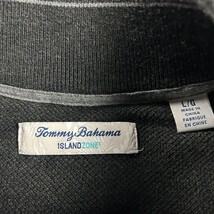 Tommy Bahama
ISLANDZONE®
L/G
MADE IN
CHINA
FABRIQUÉ
EN CHINE